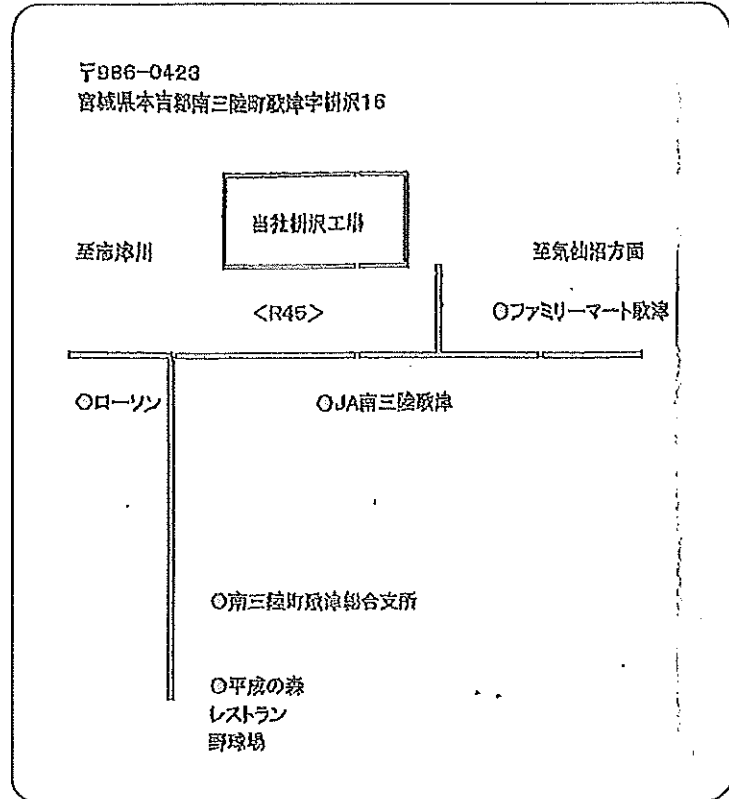 〒986-0423
宮城県本吉郡南三陸町歌津字枡沢16
当社枡沢工場
至志津川
至気仙沼方面
<R45>
○ファミリーマート歌津
○ローソン
○JA南三陸歌津
○南三陸町歌津総合支所
○平成の森
レストラン
野球場